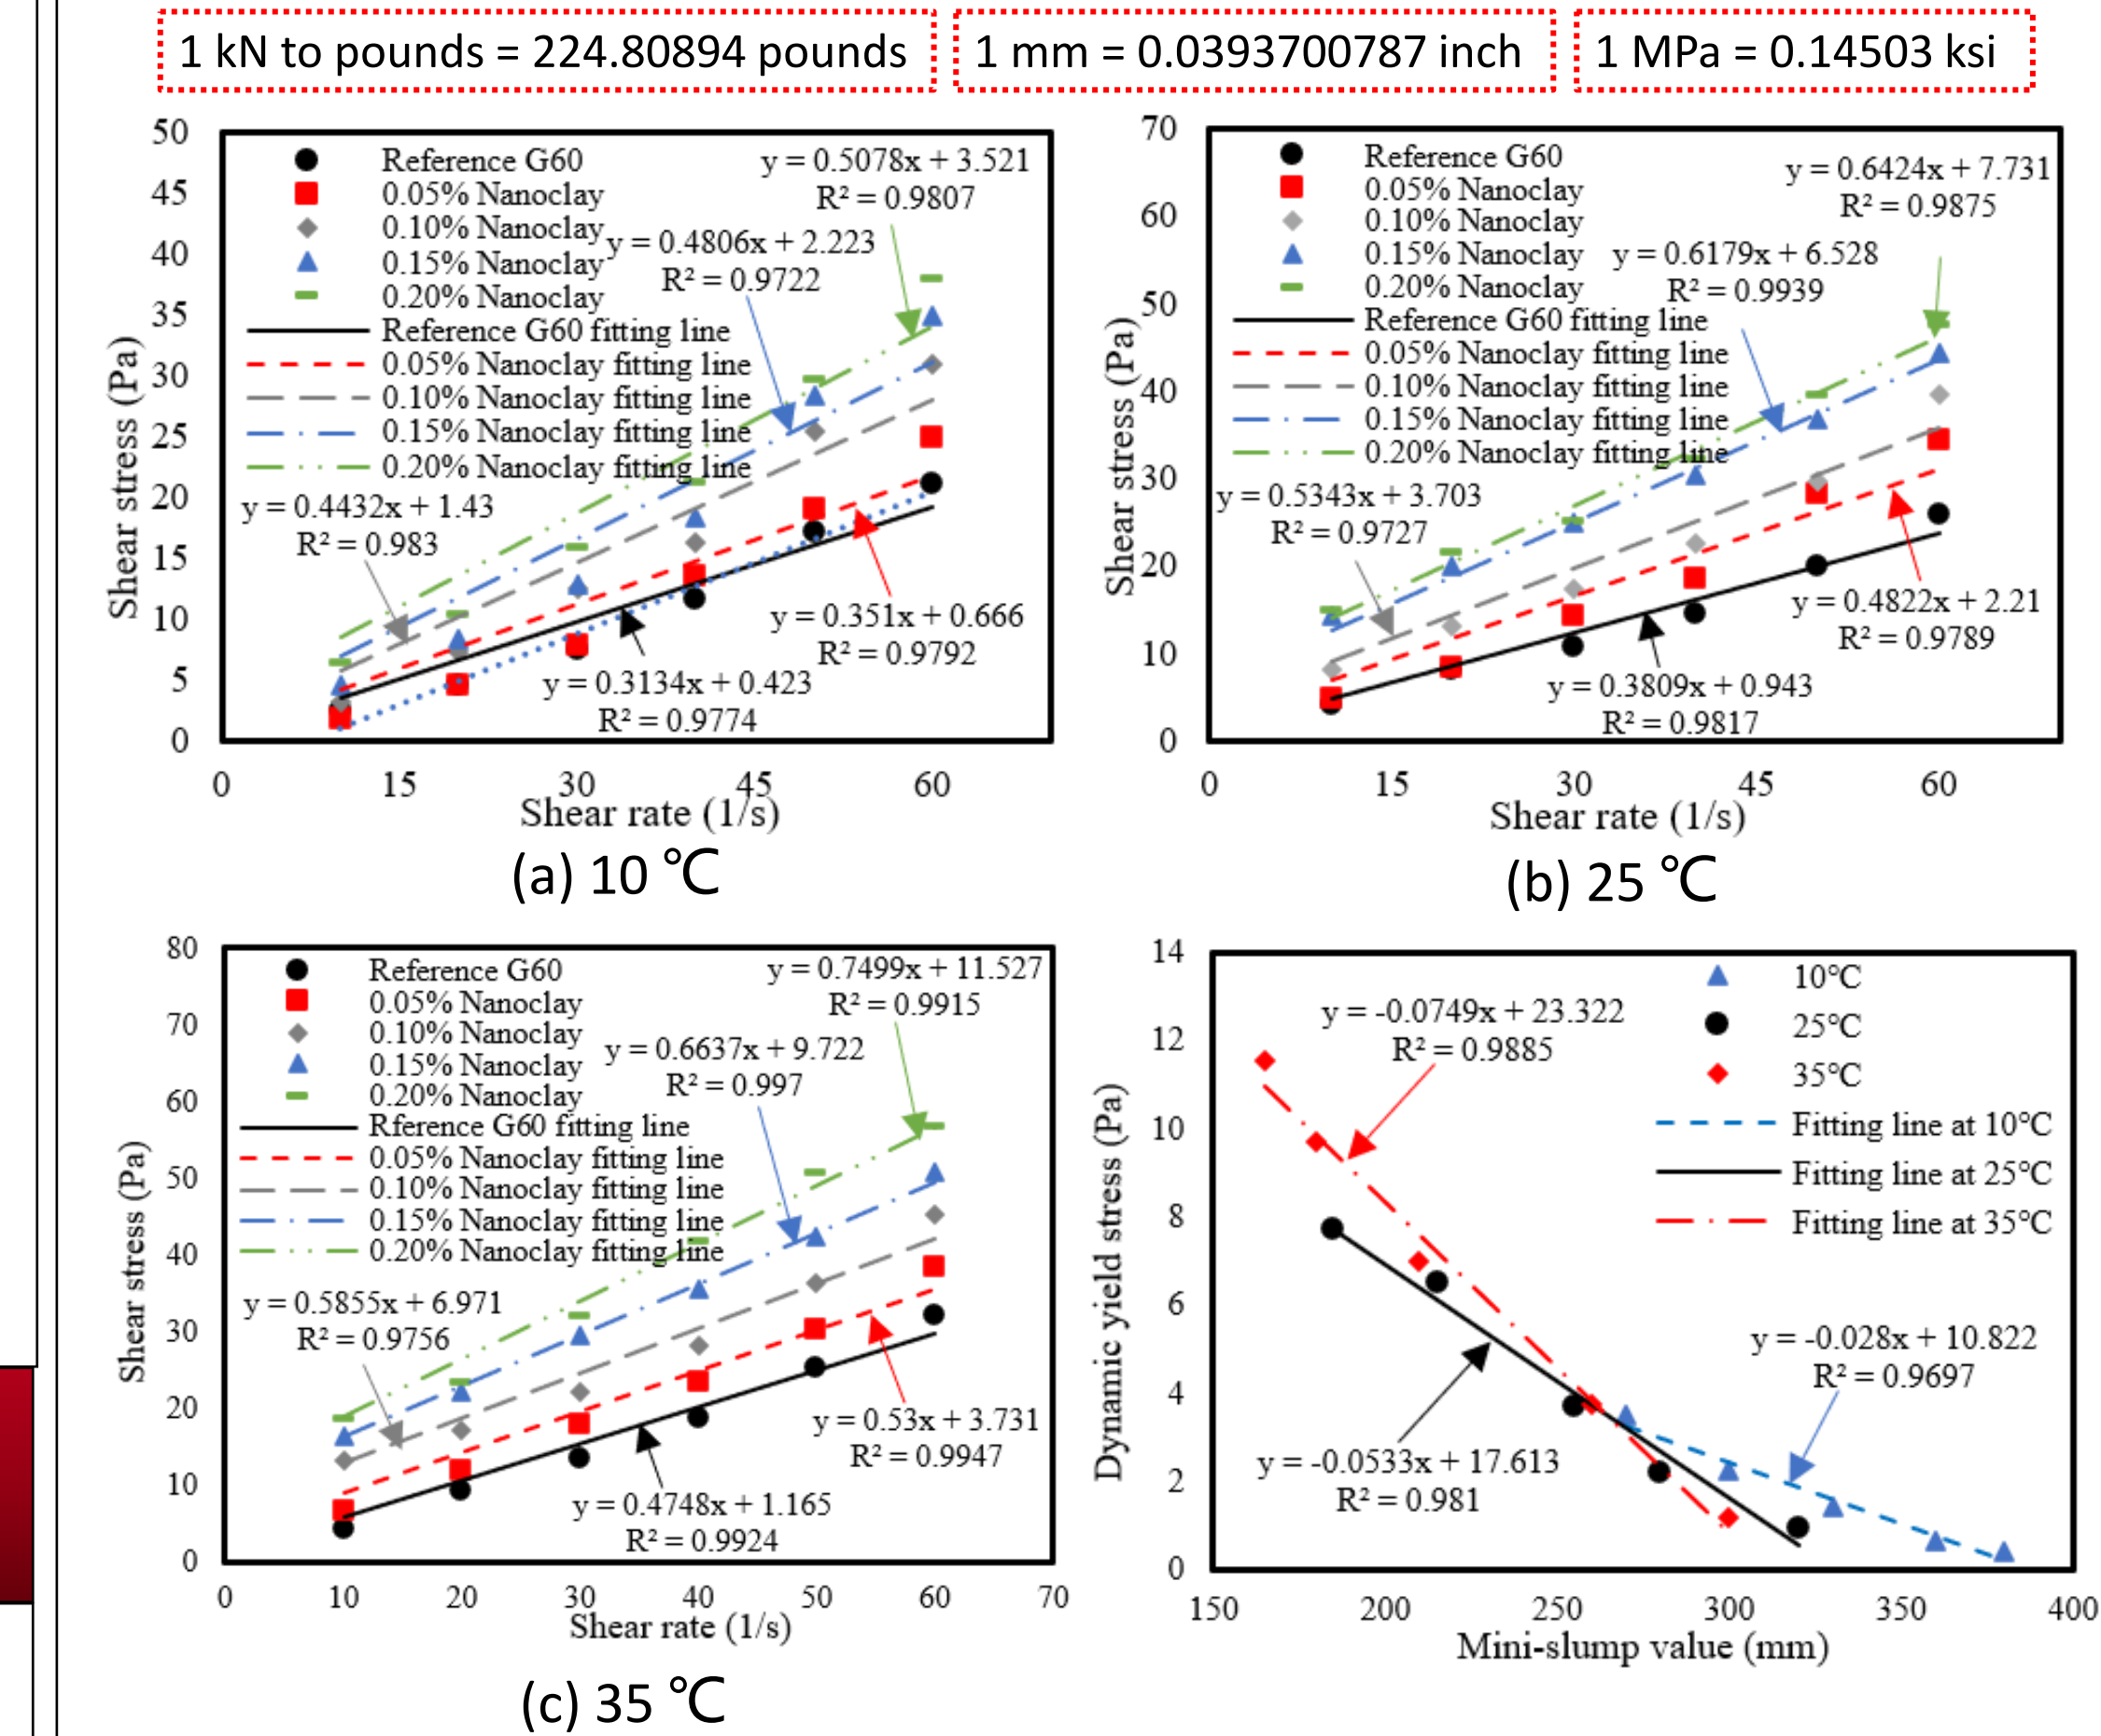 1 kN to pounds = 224.80894 pounds
1 mm = 0.0393700787 inch
1 MPa = 0.14503 ksi
50
45
40
35
30
25
20
15
10
5
0
Shear stress (Pa)
Reference G60
0.05% Nanoclay
0.10% Nanoclay
0.15% Nanoclay
0.20% Nanoclay
Reference G60 fitting line
0.05% Nanoclay fitting line
0.10% Nanoclay fitting line
0.15% Nanoclay fitting line
0.20% Nanoclay fitting line
y = 0.5078x + 3.521
R² = 0.9807
y = 0.4806x + 2.223
R² = 0.9722
y = 0.4432x + 1.43
R² = 0.983
y = 0.351x + 0.666
R² = 0.9792
y = 0.3134x + 0.423
R² = 0.9774
0 15 30 45 60
Shear rate (1/s)
(a) 10 ℃
70
60
50
40
30
20
10
0
Shear stress (Pa)
Reference G60
0.05% Nanoclay
0.10% Nanoclay
0.15% Nanoclay
0.20% Nanoclay
Reference G60 fitting line
0.05% Nanoclay fitting line
0.10% Nanoclay fitting line
0.15% Nanoclay fitting line
0.20% Nanoclay fitting line
y = 0.6424x + 7.731
R² = 0.9875
y = 0.6179x + 6.528
R² = 0.9939
y = 0.5343x + 3.703
R² = 0.9727
y = 0.4822x + 2.21
R² = 0.9789
y = 0.3809x + 0.943
R² = 0.9817
0 15 30 45 60
Shear rate (1/s)
(b) 25 ℃
80
70
60
50
40
30
20
10
0
Shear stress (Pa)
Reference G60
0.05% Nanoclay
0.10% Nanoclay
0.15% Nanoclay
0.20% Nanoclay
Rference G60 fitting line
0.05% Nanoclay fitting line
0.10% Nanoclay fitting line
0.15% Nanoclay fitting line
0.20% Nanoclay fitting line
y = 0.7499x + 11.527
R² = 0.9915
y = 0.6637x + 9.722
R² = 0.997
y = 0.5855x + 6.971
R² = 0.9756
y = 0.53x + 3.731
R² = 0.9947
y = 0.4748x + 1.165
R² = 0.9924
0 10 20 30 40 50 60 70
Shear rate (1/s)
(c) 35 ℃
14
12
10
8
6
4
2
0
Dynamic yield stress (Pa)
10℃
25℃
35℃
Fitting line at 10℃
Fitting line at 25℃
Fitting line at 35℃
y = -0.0749x + 23.322
R² = 0.9885
y = -0.028x + 10.822
R² = 0.9697
y = -0.0533x + 17.613
R² = 0.981
150 200 250 300 350 400
Mini-slump value (mm)